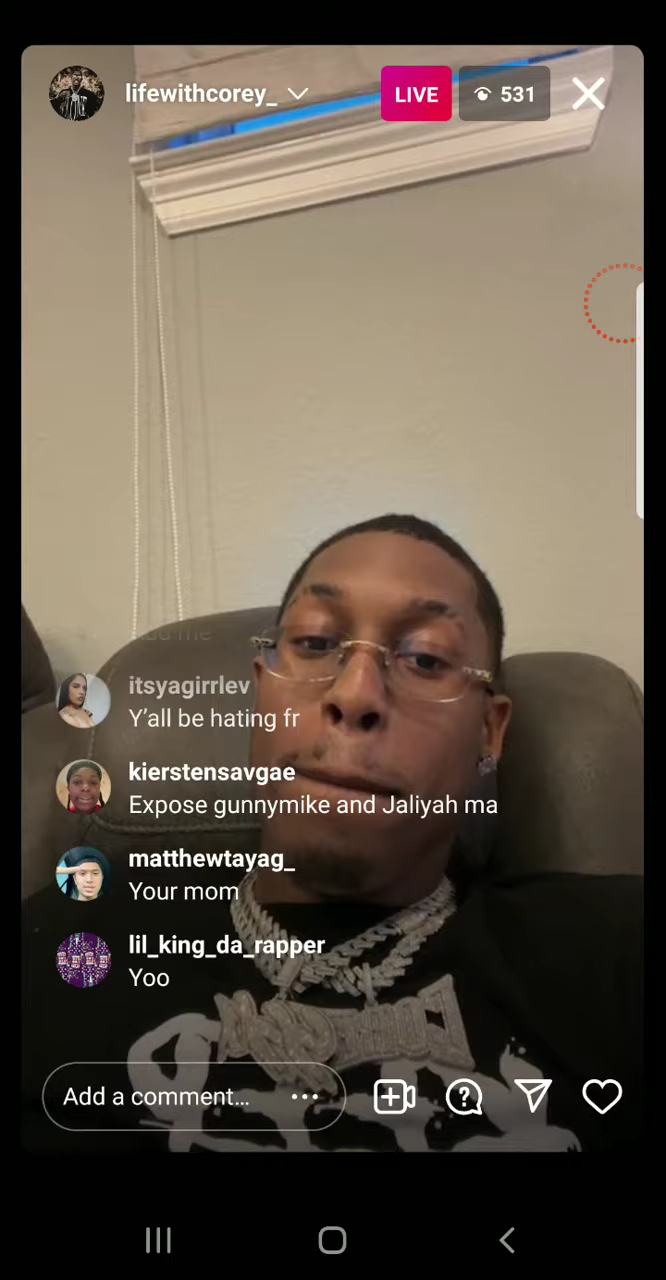 lifewithcorey_
LIVE
531
itsyagirrlev
Y'all be hating fr
kierstensavgae
Expose gunnymike and Jaliyah ma
matthewtayag_
Your mom
lil_king_da_rapper
Yoo
Add a comment...